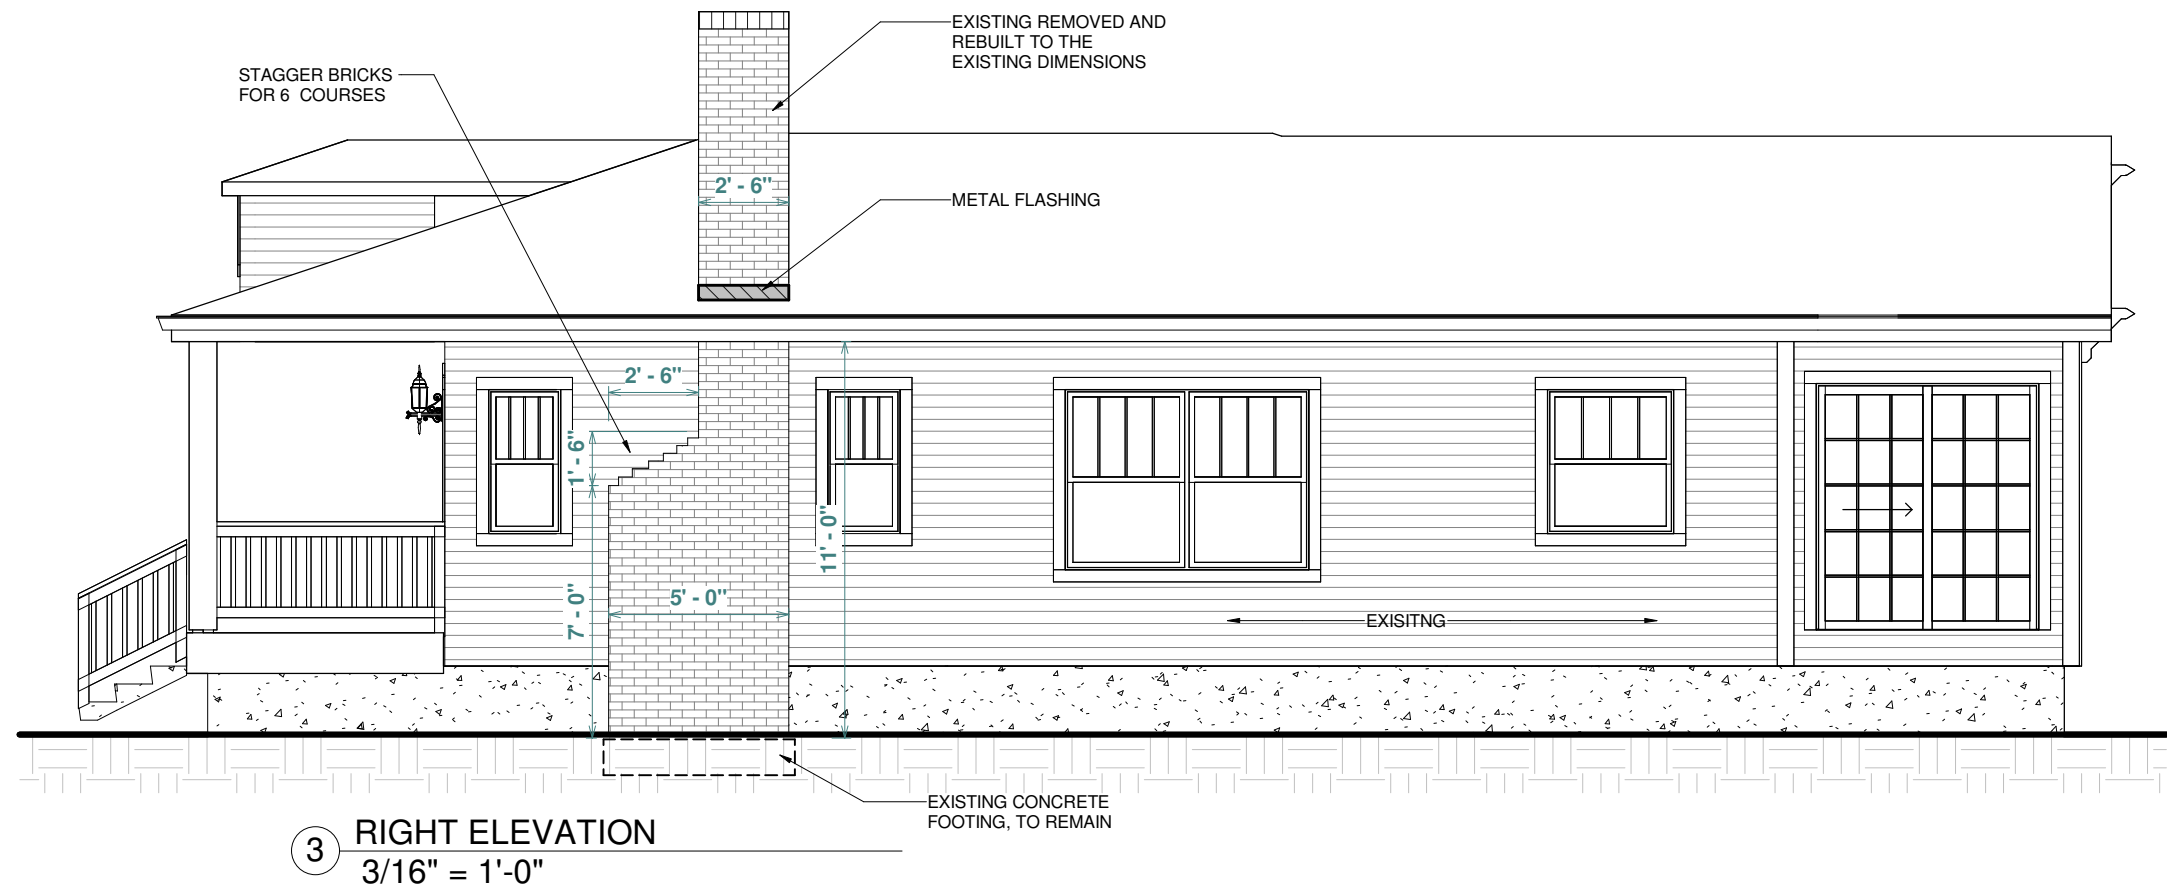 EXISTING REMOVED AND
REBUILT TO THE
EXISTING DIMENSIONS
STAGGER BRICKS
FOR 6 COURSES
2' - 6"
METAL FLASHING
2' - 6"
1' - 6"
11' - 0"
7' - 0"
5' - 0"
EXISITNG
EXISTING CONCRETE
FOOTING, TO REMAIN
3
RIGHT ELEVATION
3/16" = 1'-0"